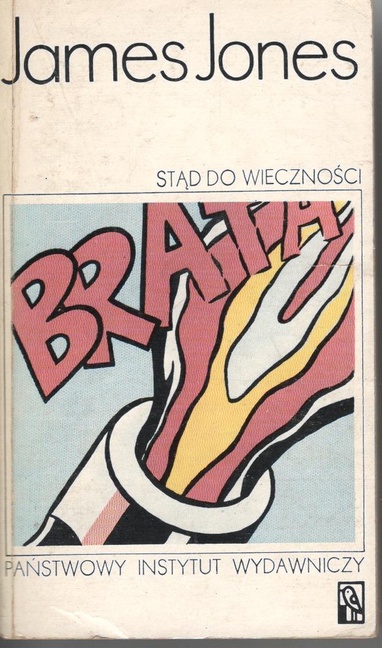 James Jones
STĄD DO WIECZNOŚCI
BRATATA
PAŃSTWOWY INSTYTUT WYDAWNICZY